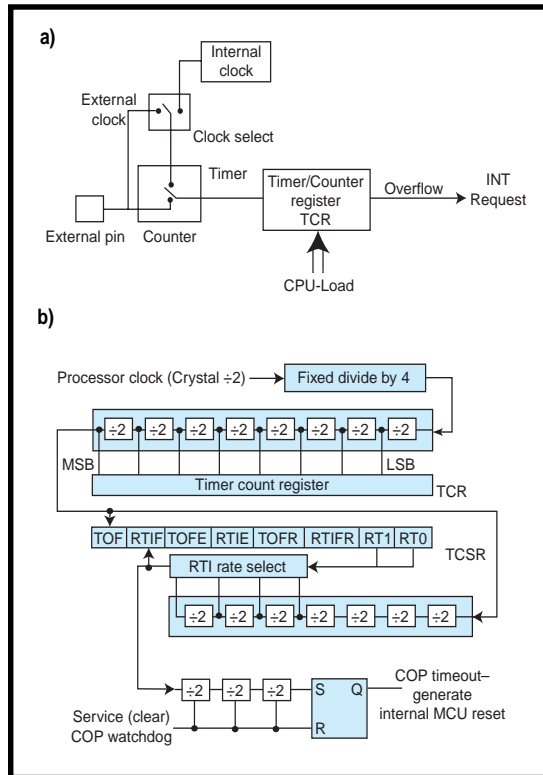 a)
Internal
clock
External
clock
Clock select
Timer
Timer/Counter
register
TCR
Overflow
INT
Request
External pin
Counter
CPU-Load
b)
Processor clock (Crystal ÷2)
Fixed divide by 4
÷2 ÷2 ÷2 ÷2 ÷2 ÷2 ÷2 ÷2
MSB
LSB
Timer count register
TCR
TOF RTIF TOFE RTIE TOFR RTIFR RT1 RT0
TCSR
RTI rate select
÷2 ÷2 ÷2 ÷2 ÷2 ÷2 ÷2
÷2 ÷2 ÷2
S Q
R
COP timeout–
generate
internal MCU reset
Service (clear)
COP watchdog